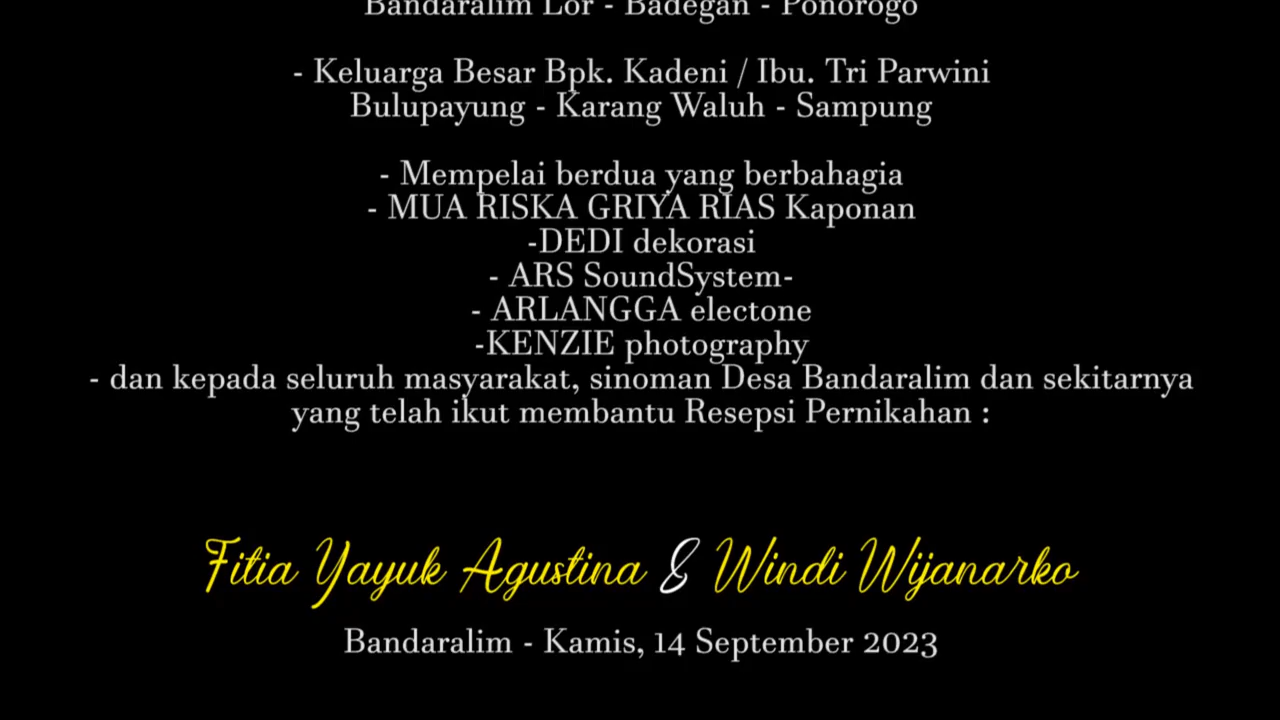 Bandaralim Lor - Badegan - Ponorogo
- Keluarga Besar Bpk. Kadeni / Ibu. Tri Parwini
Bulupayung - Karang Waluh - Sampung
- Mempelai berdua yang berbahagia
- MUA RISKA GRIYA RIAS Kaponan
-DEDI dekorasi
- ARS SoundSystem-
- ARLANGGA electone
-KENZIE photography
- dan kepada seluruh masyarakat, sinoman Desa Bandaralim dan sekitarnya
yang telah ikut membantu Resepsi Pernikahan :
Fitia Yayuk Agustina & Windi Wijanarko
Bandaralim - Kamis, 14 September 2023